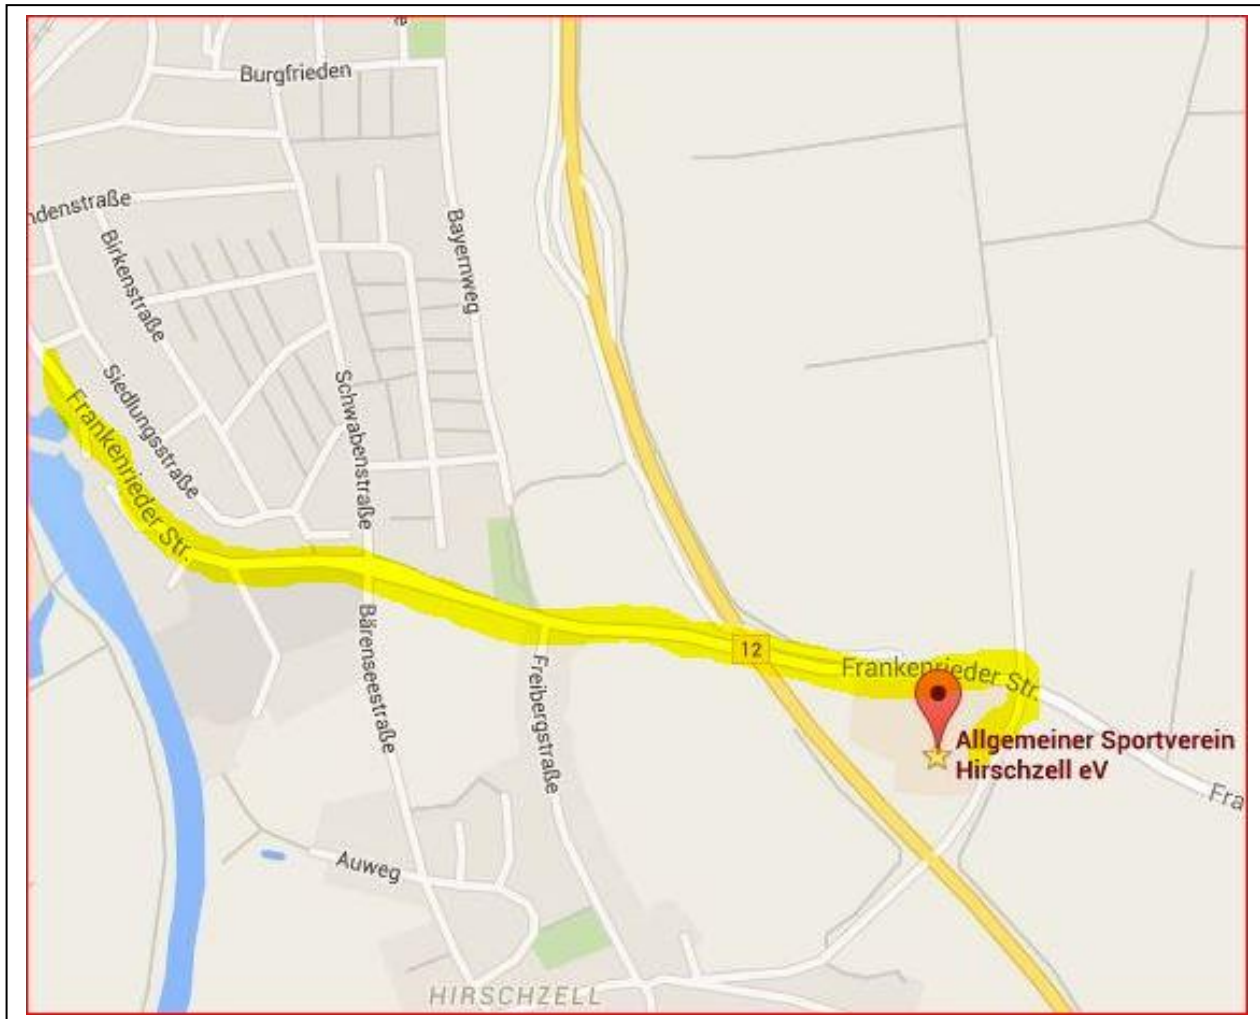 Burgfrieden
ndenstraße
Birkenstraße
Bayernweg
Siedlungsstraße
Schwabenstraße
Frankenrieder Str.
12
Frankenrieder Str.
Bärenseestraße
Freibergstraße
Allgemeiner Sportverein
Hirschzell eV
Fra
Auweg
HIRSCHZELL